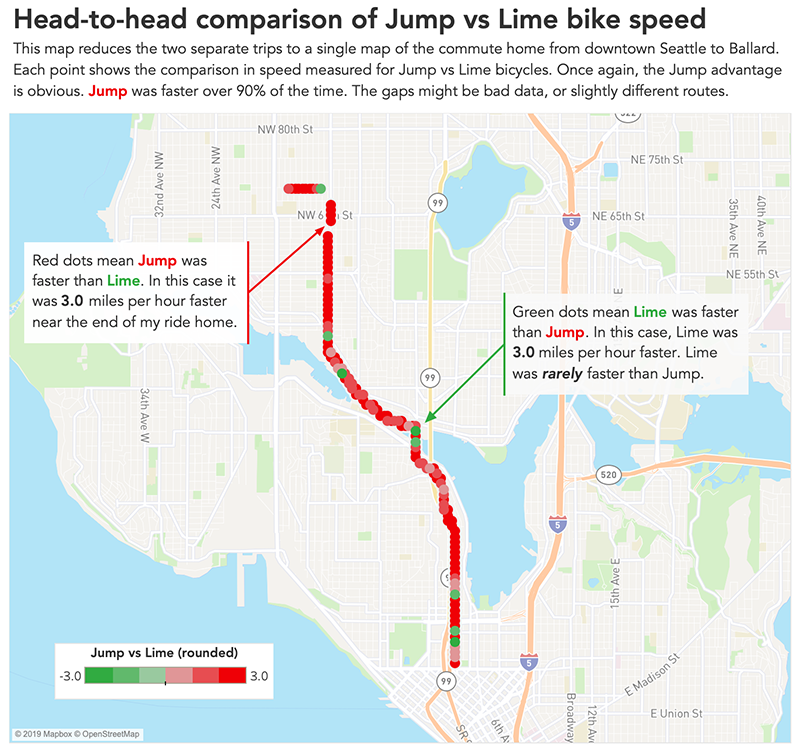 Head-to-head comparison of Jump vs Lime bike speed
This map reduces the two separate trips to a single map of the commute home from downtown Seattle to Ballard.
Each point shows the comparison in speed measured for Jump vs Lime bicycles. Once again, the Jump advantage
is obvious. Jump was faster over 90% of the time. The gaps might be bad data, or slightly different routes.
NW 80th St
32nd Ave NW
24th Ave NW
99
NE 75th St
NW 6 h St
5
NE 65th St
35th Ave NE
40th Ave NE
NE 55th St
Red dots mean Jump was
faster than Lime. In this case it
was 3.0 miles per hour faster
near the end of my ride home.
Green dots mean Lime was faster
than Jump. In this case, Lime was
3.0 miles per hour faster. Lime
was rarely faster than Jump.
34th Ave W
99
520
5
15th Ave E
Jump vs Lime (rounded)
-3.0
3.0
99
5
E Madison St
Broadway
12th Av
E Union St
6th A
SR
© 2019 Mapbox © OpenStreetMap